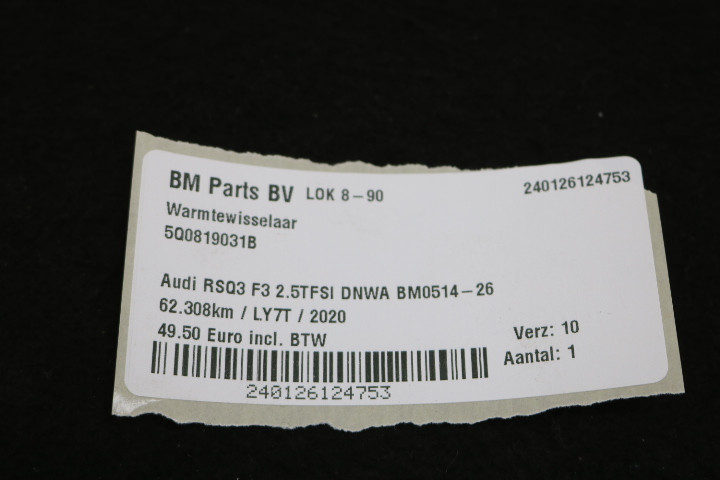 BM Parts BV LOK 8-90 240126124753
Warmtewisselaar
5Q0819031B
Audi RSQ3 F3 2.5TFSI DNWA BM0514-26
62.308km / LY7T / 2020
49.50 Euro incl. BTW
Verz: 10
Aantal: 1
240126124753